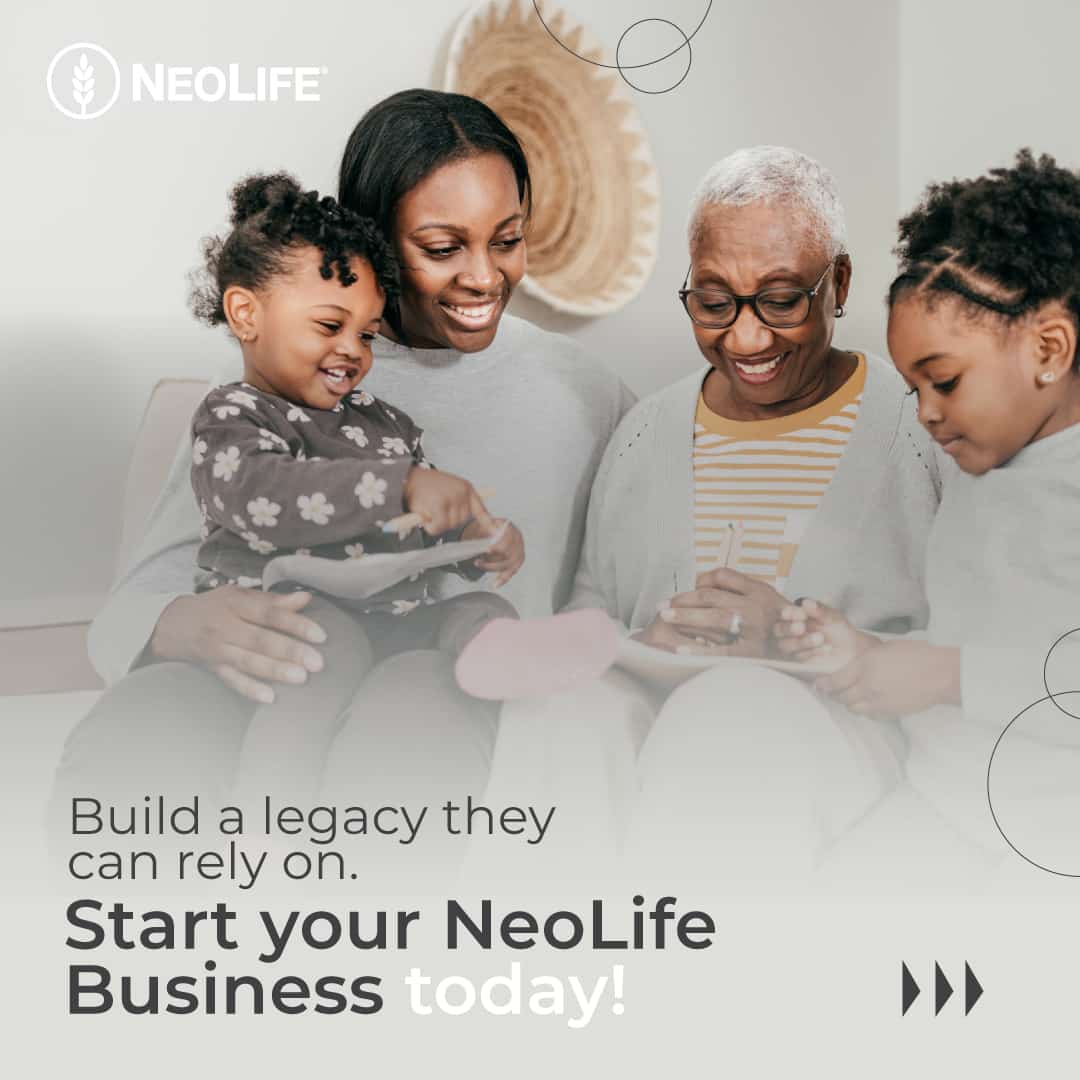 NEOLIFE®
Build a legacy they
can rely on.
Start your NeoLife
Business today!